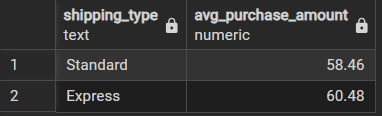 shipping_type avg_purchase_amount
text numeric
1 Standard 58.46
2 Express 60.48